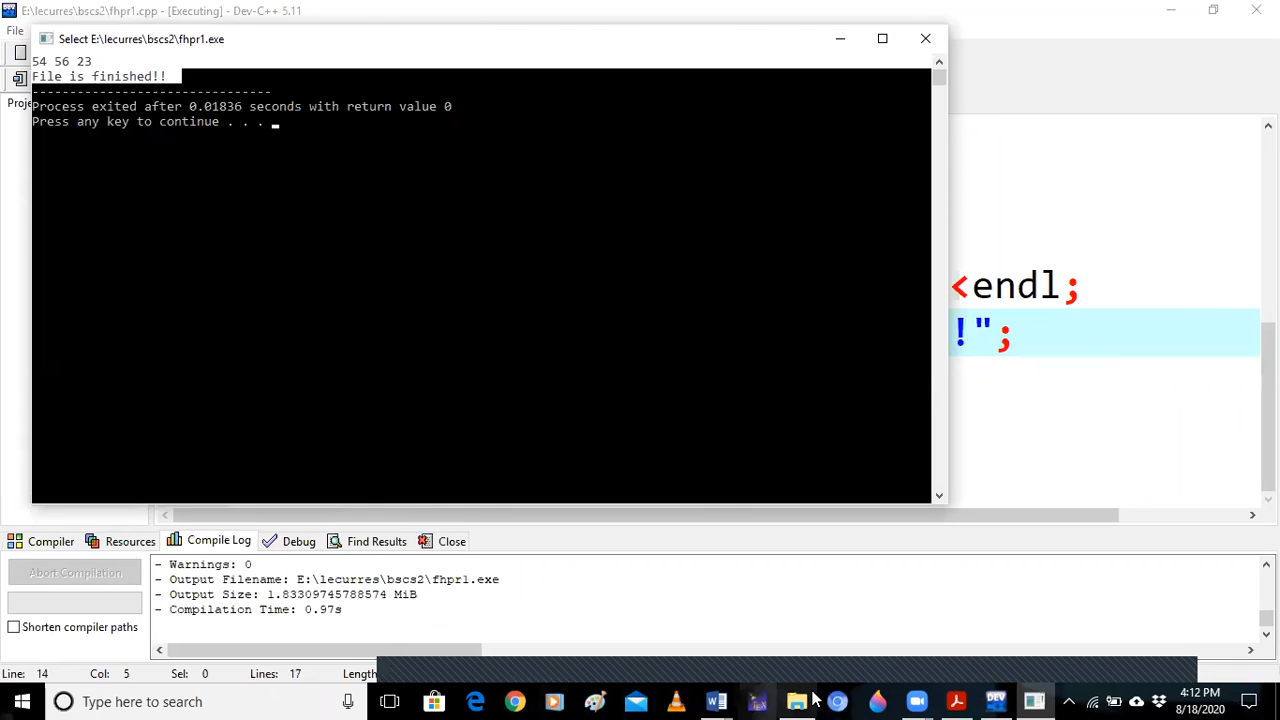 E:\lecurres\bscs2\fhpr1.cpp - [Executing] - Dev-C++ 5.11
File
Select E:\lecurres\bscs2\fhpr1.exe
54 56 23
File is finished!!
--------------------------------
Process exited after 0.01836 seconds with return value 0
Press any key to continue . . .
Proje
<endl;
!";
Compiler Resources Compile Log Debug Find Results Close
Abort Compilation
Shorten compiler paths
- Warnings: 0
- Output Filename: E:\lecurres\bscs2\fhpr1.exe
- Output Size: 1.83309745788574 MiB
- Compilation Time: 0.97s
Line: 14 Col: 5 Sel: 0 Lines: 17 Length
Type here to search
4:12 PM
8/18/2020